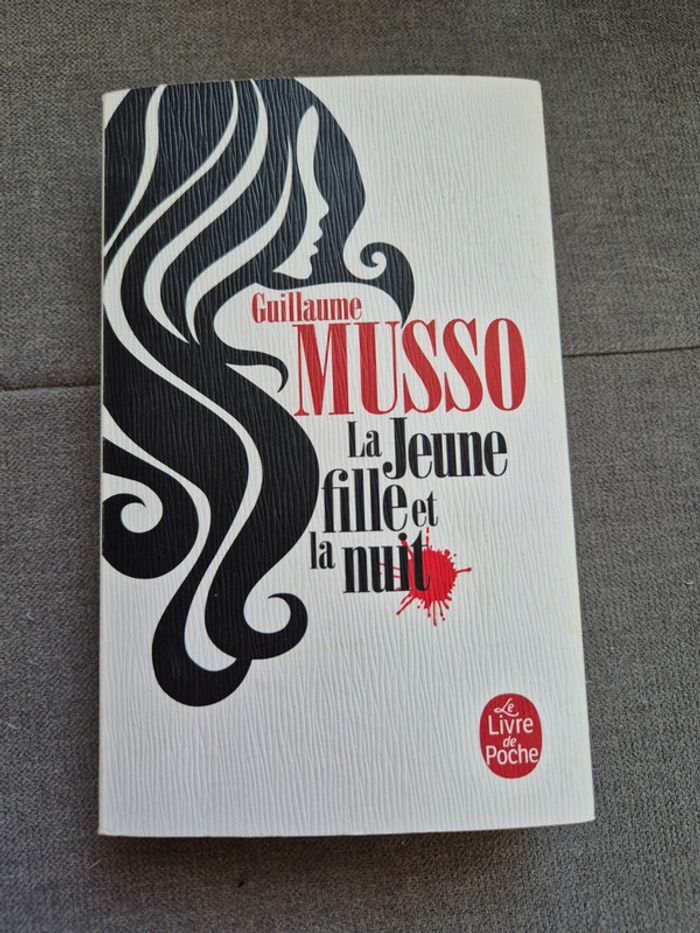 Guillaume
MUSSO
La Jeune
fille et
la nuit
Le
Livre
de
Poche